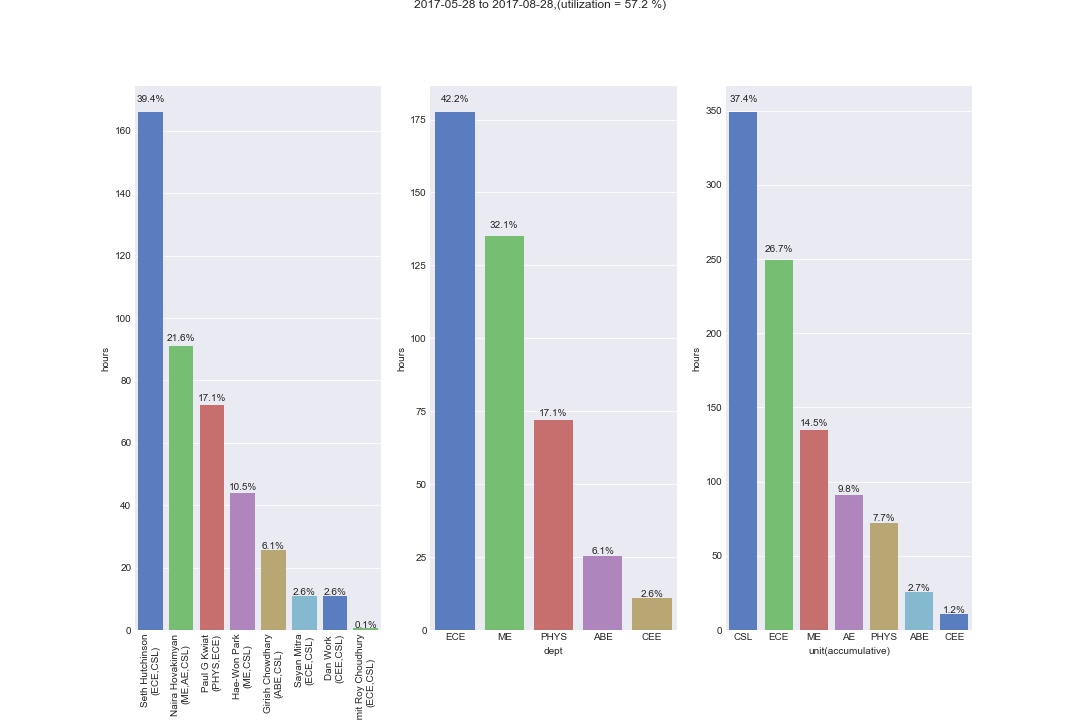 2017-05-28 to 2017-08-28,(utilization = 57.2 %)
39.4%
21.6%
17.1%
10.5%
6.1%
2.6%
2.6%
0.1%
160
140
120
100
80
60
40
20
0
hours
Seth Hutchinson
(ECE,CSL)
Naira Hovakimyan
(ME,AE,CSL)
Paul G Kwiat
(PHYS,ECE)
Hae-Won Park
(ME,CSL)
Girish Chowdhary
(ABE,CSL)
Sayan Mitra
(ECE,CSL)
Dan Work
(CEE,CSL)
mit Roy Choudhury
(ECE,CSL)
42.2%
32.1%
17.1%
6.1%
2.6%
175
150
125
100
75
50
25
0
hours
ECE ME PHYS ABE CEE
dept
37.4%
26.7%
14.5%
9.8%
7.7%
2.7%
1.2%
350
300
250
200
150
100
50
0
hours
CSL ECE ME AE PHYS ABE CEE
unit(accumulative)